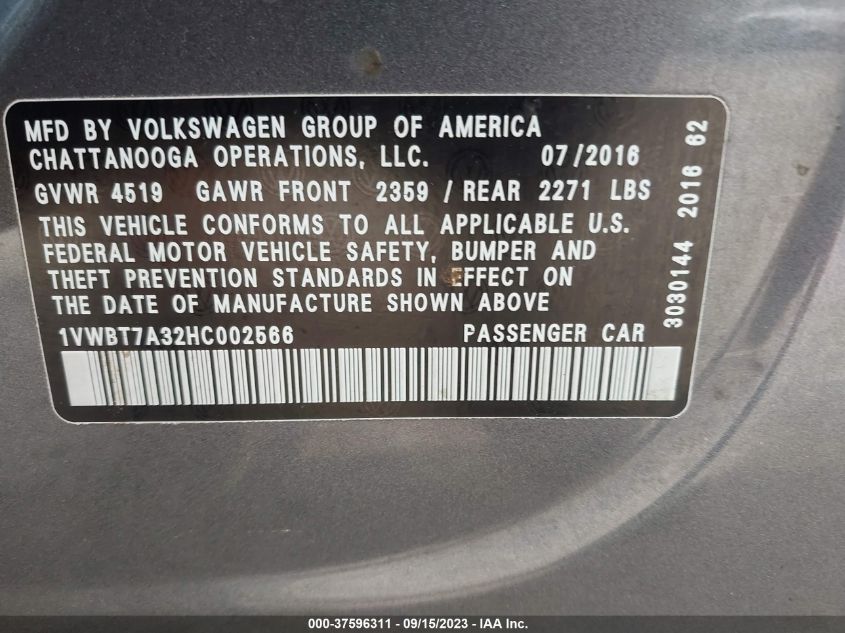 MFD BY VOLKSWAGEN GROUP OF AMERICA
CHATTANOOGA OPERATIONS, LLC. 07/2016
GVWR 4519 GAWR FRONT 2359 / REAR 2271 LBS
THIS VEHICLE CONFORMS TO ALL APPLICABLE U.S.
FEDERAL MOTOR VEHICLE SAFETY, BUMPER AND
THEFT PREVENTION STANDARDS IN EFFECT ON
THE DATE OF MANUFACTURE SHOWN ABOVE
1VWBT7A32HC002566 PASSENGER CAR
3030144 2016 62
000-37596311 - 09/15/2023 - IAA Inc.